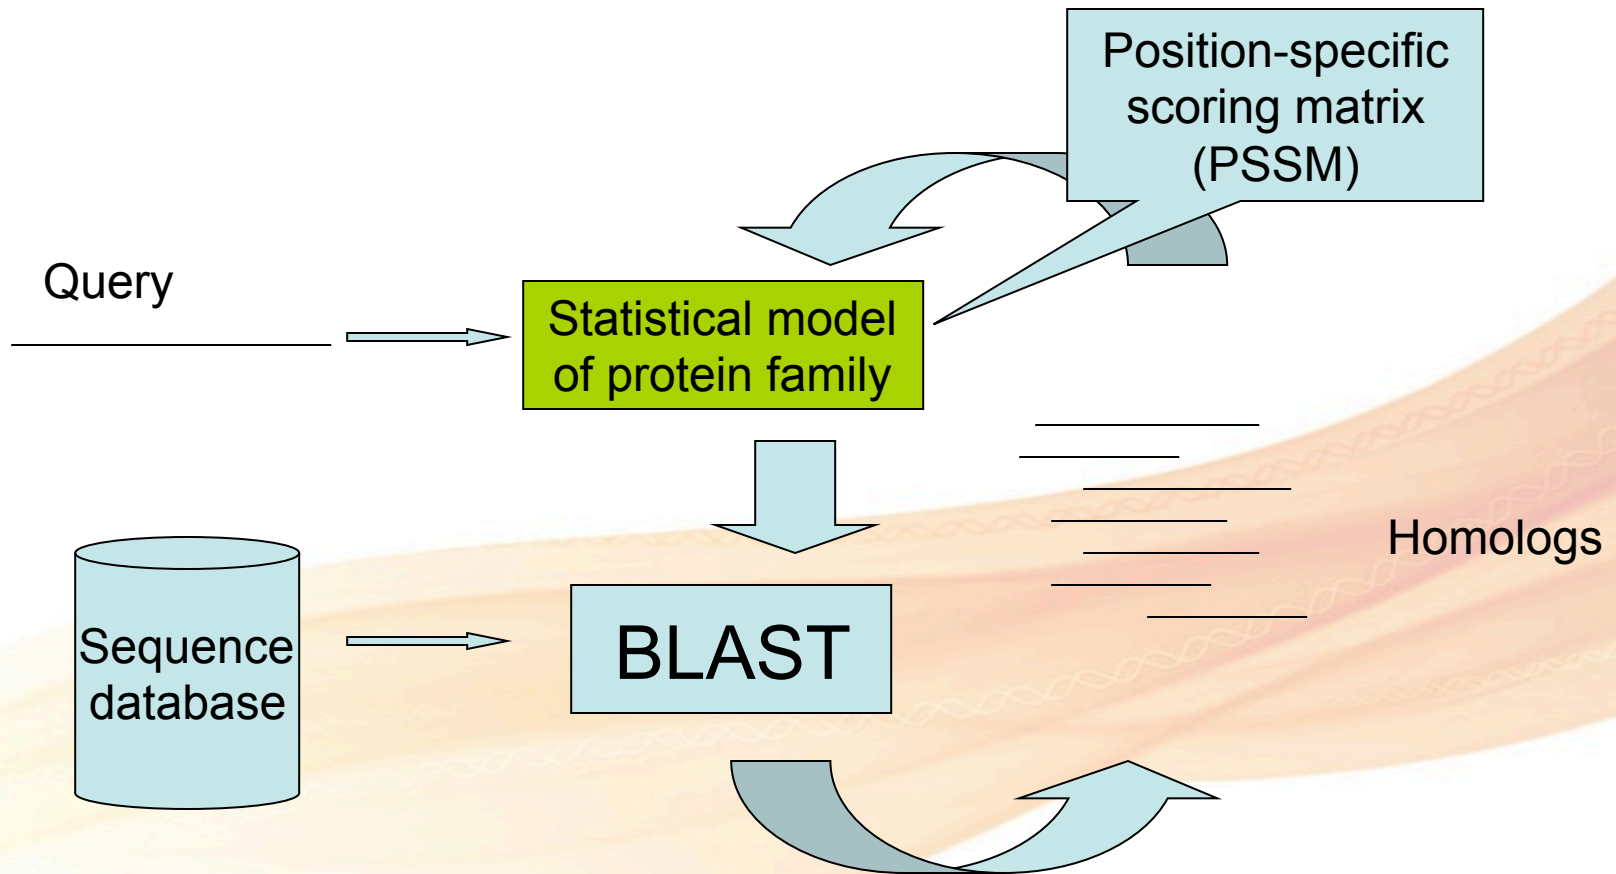 Position-specific
scoring matrix
(PSSM)
Query
Statistical model
of protein family
Homologs
Sequence
database
BLAST